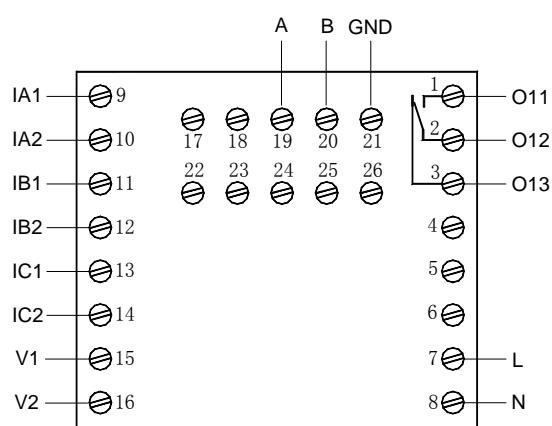 A B GND
IA1 9 1 O11
17 18 19 20 21
IA2 10 2 O12
22 23 24 25 26
IB1 11 3 O13
IB2 12 4
IC1 13 5
IC2 14 6
V1 15 7 L
V2 16 8 N